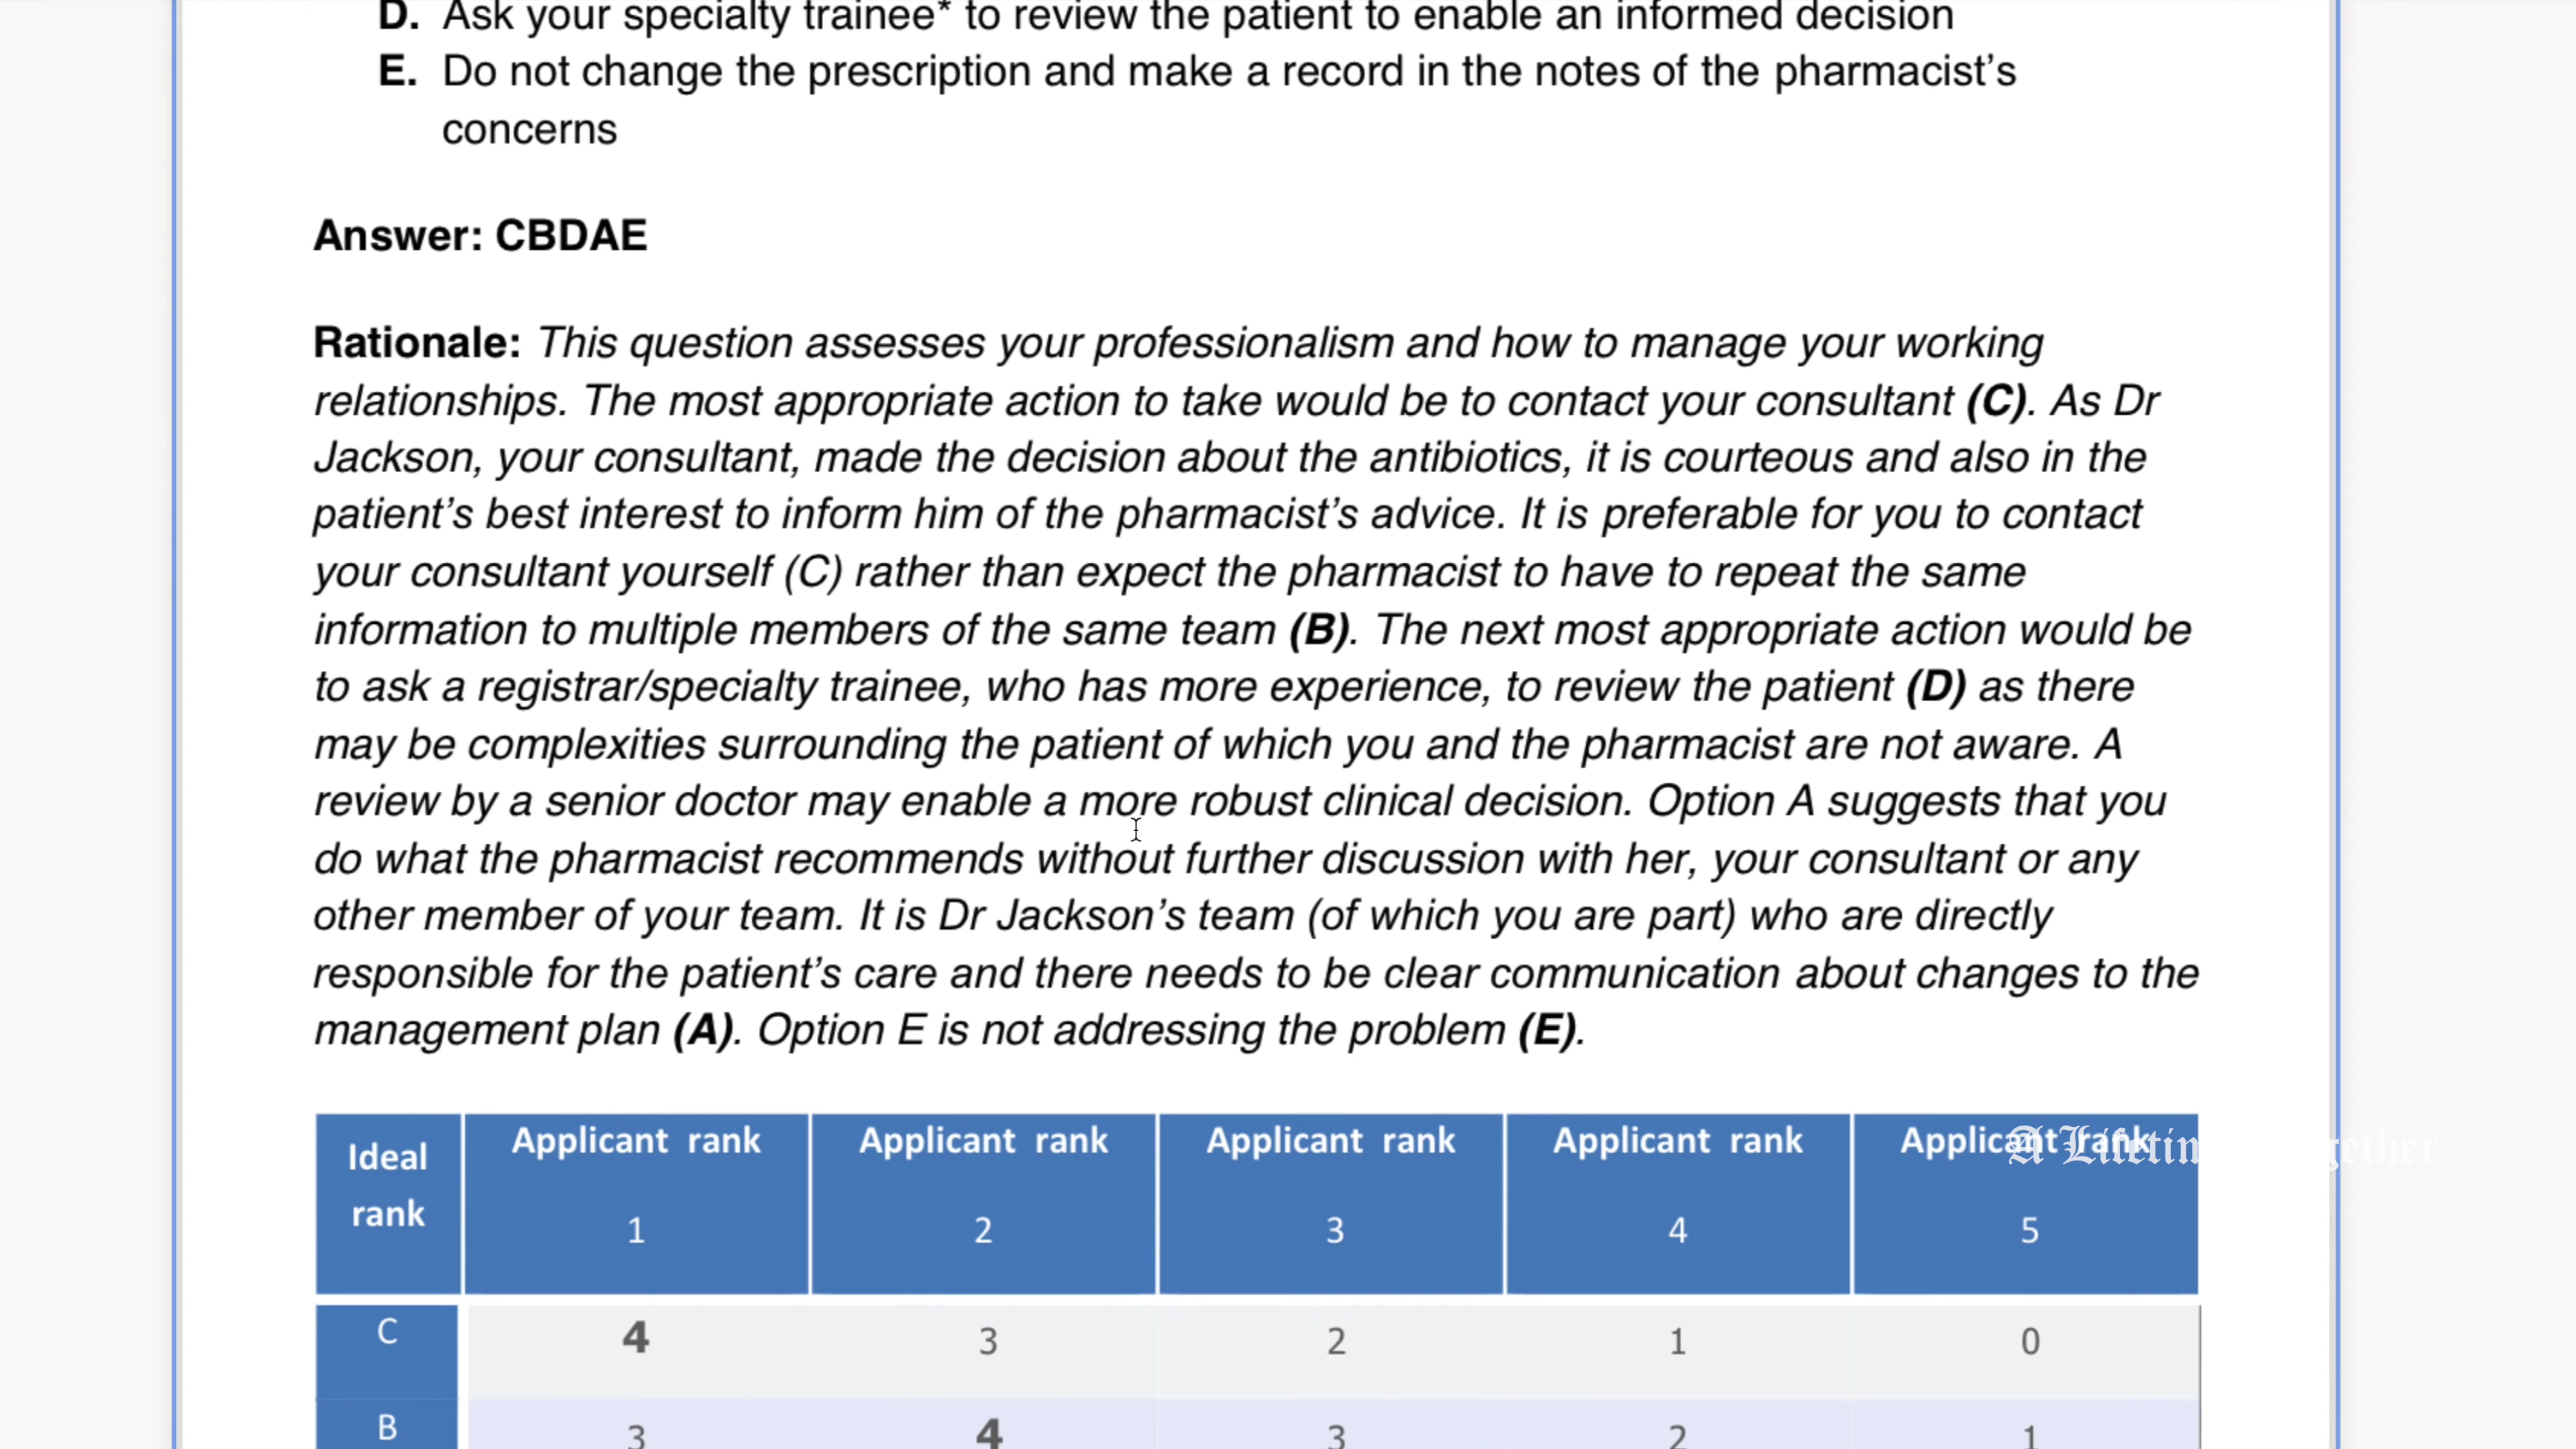 D. Ask your specialty trainee* to review the patient to enable an informed decision
E. Do not change the prescription and make a record in the notes of the pharmacist’s
concerns
Answer: CBDAE
Rationale: This question assesses your professionalism and how to manage your working
relationships. The most appropriate action to take would be to contact your consultant (C). As Dr
Jackson, your consultant, made the decision about the antibiotics, it is courteous and also in the
patient’s best interest to inform him of the pharmacist’s advice. It is preferable for you to contact
your consultant yourself (C) rather than expect the pharmacist to have to repeat the same
information to multiple members of the same team (B). The next most appropriate action would be
to ask a registrar/specialty trainee, who has more experience, to review the patient (D) as there
may be complexities surrounding the patient of which you and the pharmacist are not aware. A
review by a senior doctor may enable a more robust clinical decision. Option A suggests that you
do what the pharmacist recommends without further discussion with her, your consultant or any
other member of your team. It is Dr Jackson’s team (of which you are part) who are directly
responsible for the patient’s care and there needs to be clear communication about changes to the
management plan (A). Option E is not addressing the problem (E).
Ideal rank Applicant rank 1 Applicant rank 2 Applicant rank 3 Applicant rank 4 Applicant rank 5
C 4 3 2 1 0
B 3 4 3 2 1
A